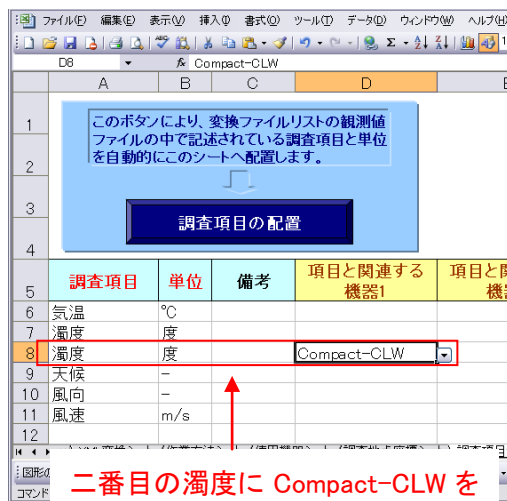 ファイル(F) 編集(E) 表示(V) 挿入(I) 書式(O) ツール(T) データ(D) ウィンドウ(W) ヘルプ(H)
D8 fx Compact-CLW
A B C D
1 このボタンにより、変換ファイルリストの観測値
ファイルの中で記述されている調査項目と単位
2 を自動的にこのシートへ配置します。
3 調査項目の配置
4
5 調査項目 単位 備考 項目と関連する
機器1
6 気温 ℃
7 濁度 度
8 濁度 度 Compact-CLW
9 天候 -
10 風向 -
11 風速 m/s
12
二番目の濁度に Compact-CLW を